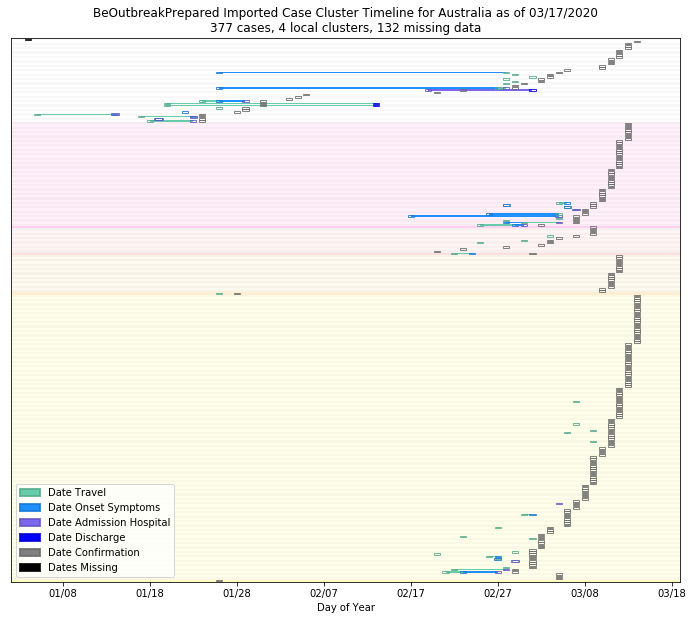 BeOutbreakPrepared Imported Case Cluster Timeline for Australia as of 03/17/2020
377 cases, 4 local clusters, 132 missing data
Date Travel
Date Onset Symptoms
Date Admission Hospital
Date Discharge
Date Confirmation
Dates Missing
01/08 01/18 01/28 02/07 02/17 02/27 03/08 03/18
Day of Year